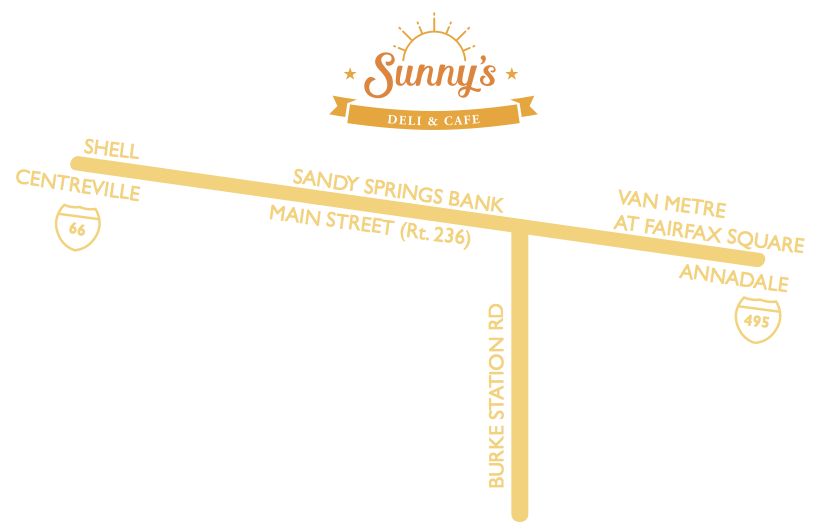 Sunny's
DELI & CAFE
SHELL
CENTREVILLE
66
SANDY SPRINGS BANK
MAIN STREET (Rt. 236)
VAN METRE
AT FAIRFAX SQUARE
ANNADALE
495
BURKE STATION RD